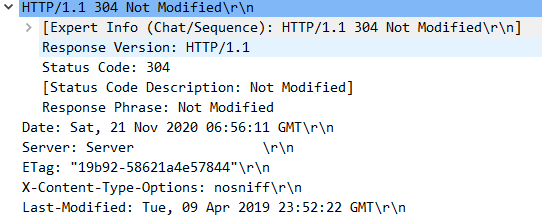 HTTP/1.1 304 Not Modified\r\n
[Expert Info (Chat/Sequence): HTTP/1.1 304 Not Modified\r\n]
Response Version: HTTP/1.1
Status Code: 304
[Status Code Description: Not Modified]
Response Phrase: Not Modified
Date: Sat, 21 Nov 2020 06:56:11 GMT\r\n
Server: Server                 \r\n
ETag: "19b92-58621a4e57844"\r\n
X-Content-Type-Options: nosniff\r\n
Last-Modified: Tue, 09 Apr 2019 23:52:22 GMT\r\n